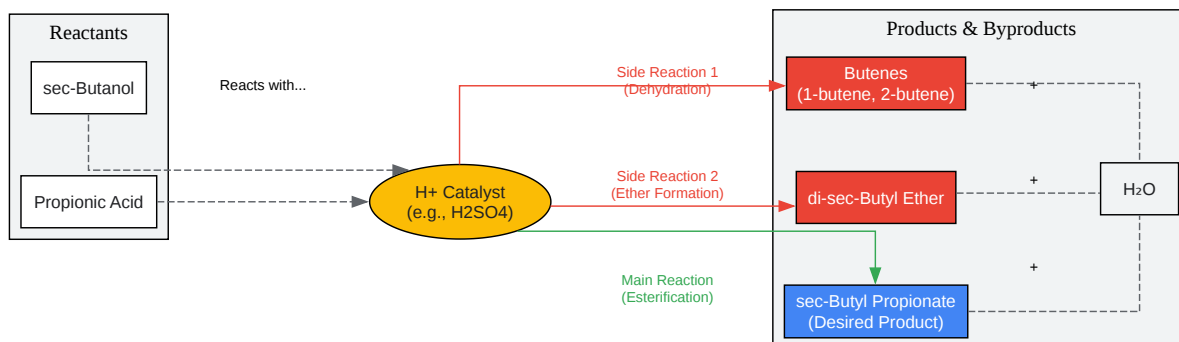 Reactants
sec-Butanol
Propionic Acid
Reacts with...
H+ Catalyst
(e.g., H2SO4)
Side Reaction 1
(Dehydration)
Side Reaction 2
(Ether Formation)
Main Reaction
(Esterification)
Products & Byproducts
Butenes
(1-butene, 2-butene)
+
di-sec-Butyl Ether
+
H₂O
+
sec-Butyl Propionate
(Desired Product)